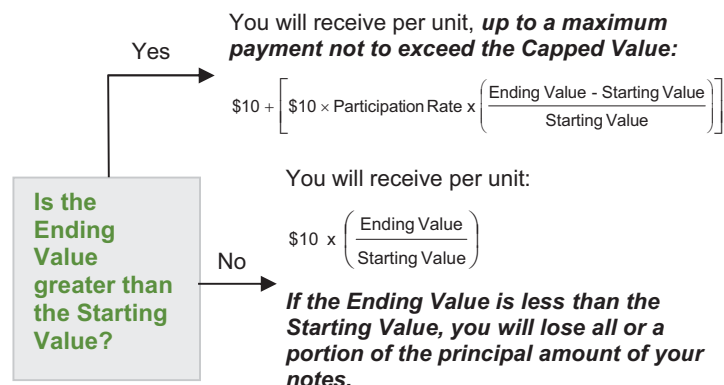 You will receive per unit, up to a maximum
payment not to exceed the Capped Value:
Yes
$10 + [ $10 × Participation Rate x ( Ending Value - Starting Value / Starting Value ) ]
You will receive per unit:
$10 x ( Ending Value / Starting Value )
Is the
Ending
Value
greater than
the Starting
Value?
No
If the Ending Value is less than the
Starting Value, you will lose all or a
portion of the principal amount of your
notes.